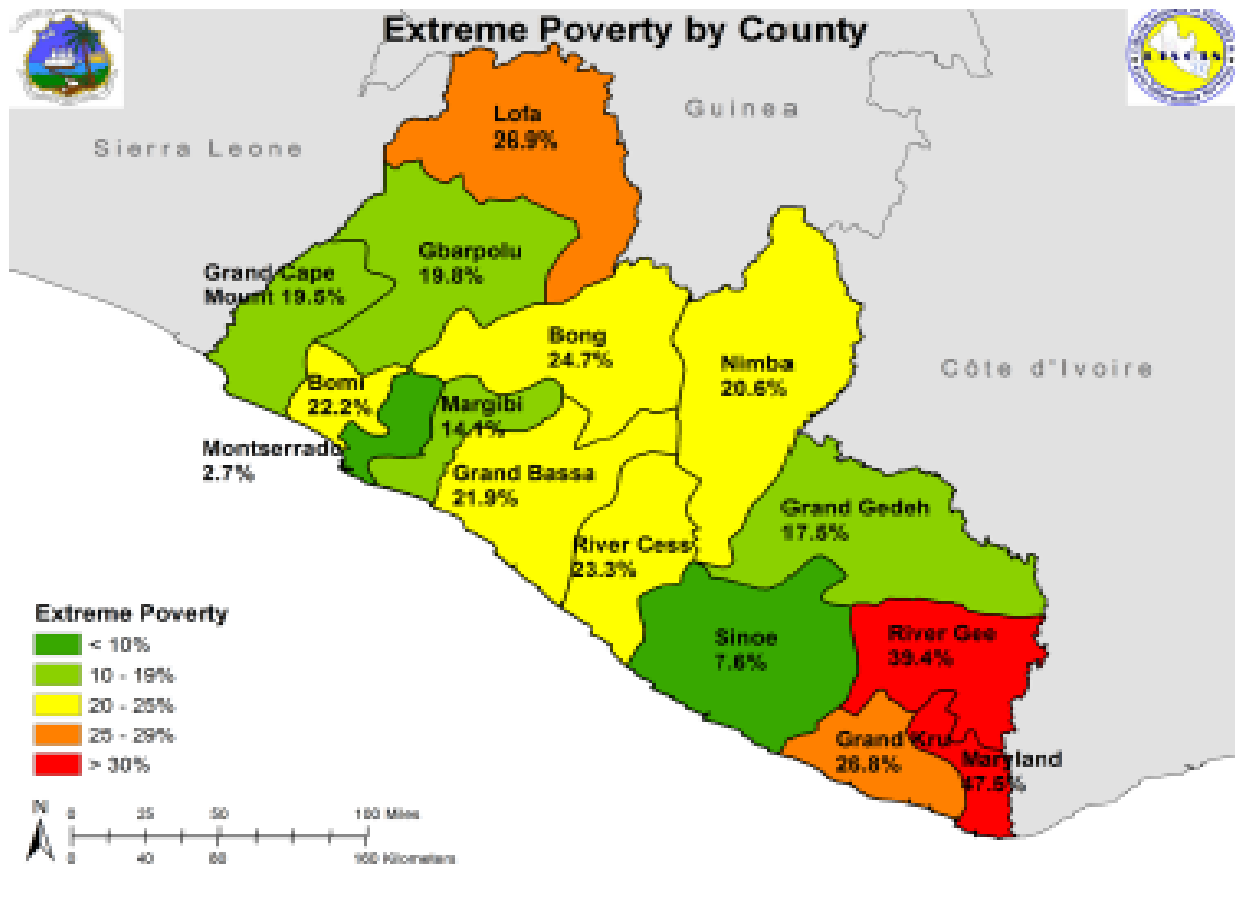 Extreme Poverty by County
Guinea
Sierra Leone
Côte d'Ivoire
Lofa
26.9%
Gbarpolu
19.8%
Grand Cape
Mount 19.5%
Bong
24.7%
Nimba
20.6%
Bomi
22.2%
Margibi
14.1%
Montserrado
2.7%
Grand Bassa
21.9%
Grand Gedeh
17.5%
River Cess
23.3%
Sinoe
7.6%
River Gee
39.4%
Grand Kru
26.8%
Maryland
47.5%
Extreme Poverty
< 10%
10 - 19%
20 - 25%
25 - 29%
> 30%
N
0 25 50 100 Miles
0 40 80 160 Kilometers